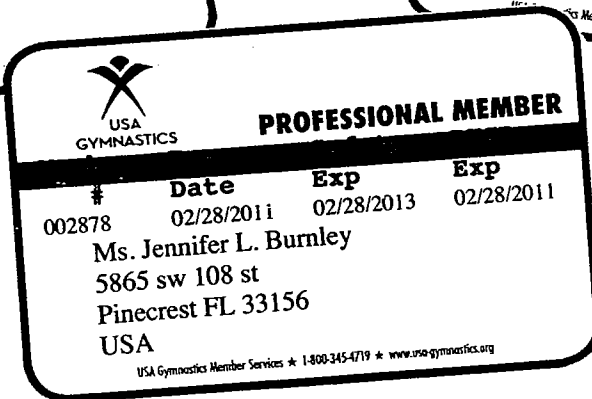 USA
GYMNASTICS
PROFESSIONAL MEMBER
# Date Exp Exp
002878 02/28/2011 02/28/2013 02/28/2011
Ms. Jennifer L. Burnley
5865 sw 108 st
Pinecrest FL 33156
USA
USA Gymnastics Member Services ★ 1-800-345-4719 ★ www.usa-gymnastics.org